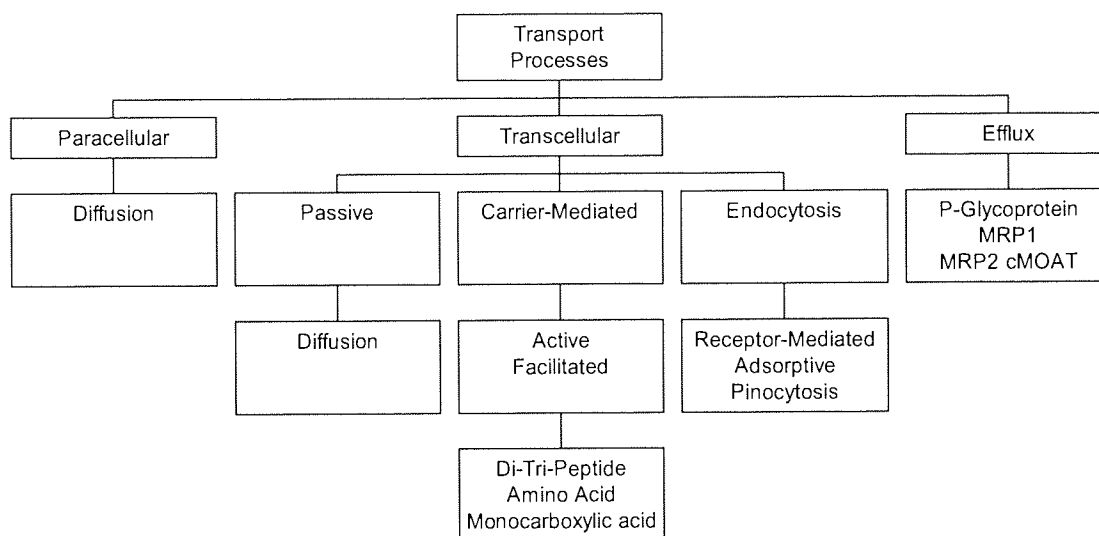 Transport
Processes
Paracellular
Transcellular
Efflux
Diffusion
Passive
Carrier-Mediated
Endocytosis
P-Glycoprotein
MRP1
MRP2 cMOAT
Diffusion
Active
Facilitated
Receptor-Mediated
Adsorptive
Pinocytosis
Di-Tri-Peptide
Amino Acid
Monocarboxylic acid